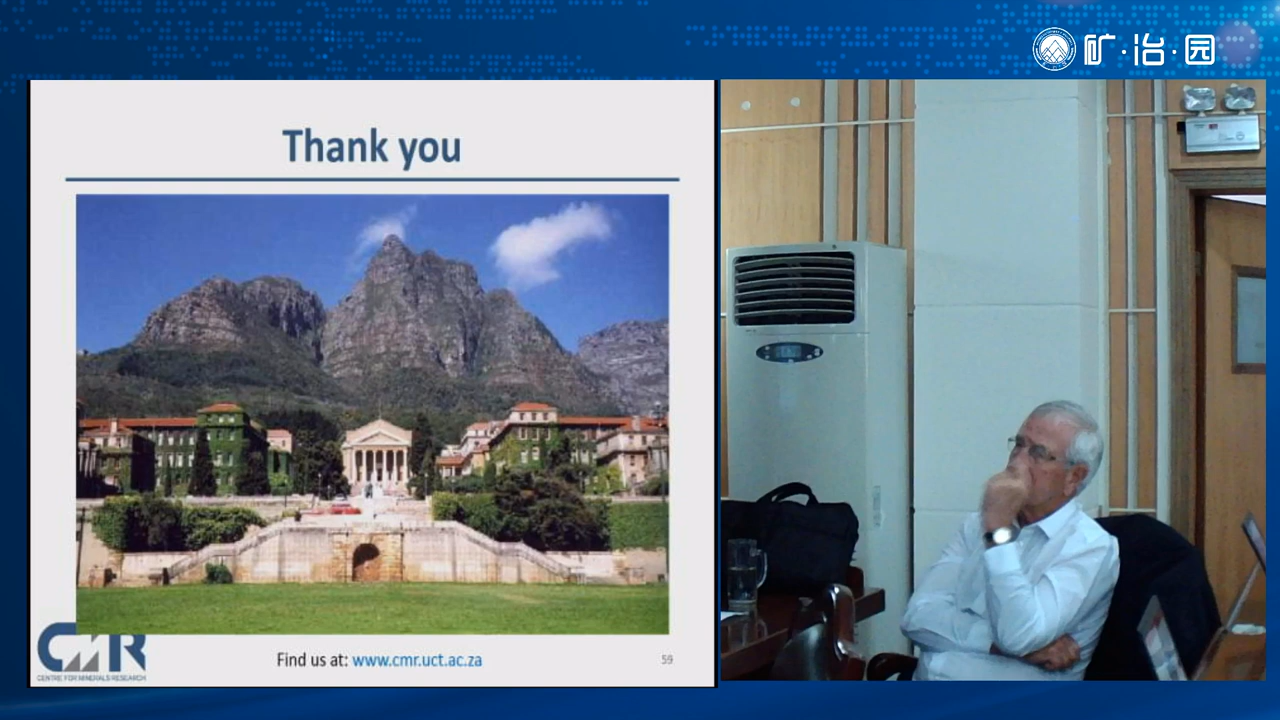 矿·冶·园
Thank you
CMR
CENTRE FOR MINERALS RESEARCH
Find us at: www.cmr.uct.ac.za
59